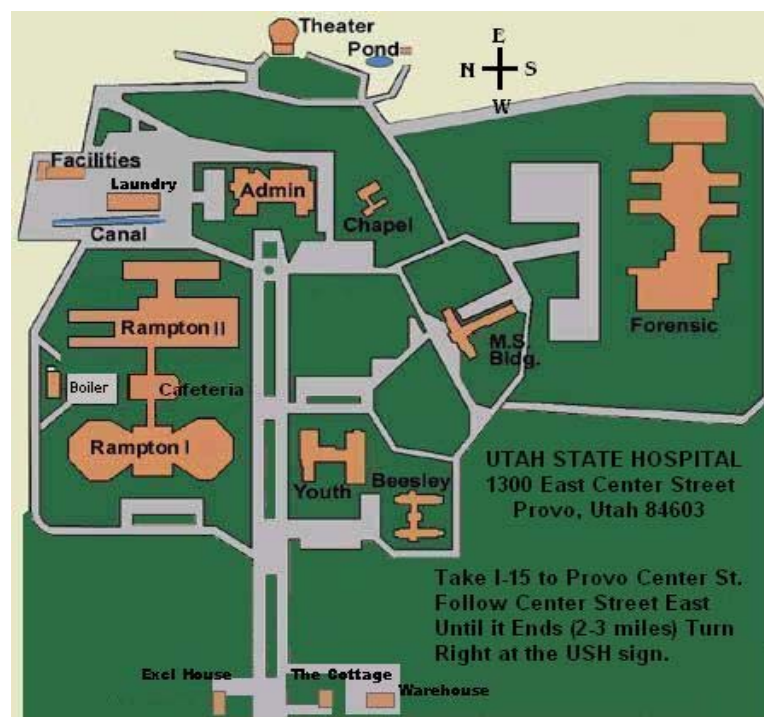 Theater
Pond
E
N S
W
Facilities
Laundry
Admin
Canal
Chapel
Rampton II
Forensic
M.S.
Bldg.
Boiler
Cafeteria
Rampton I
Youth
Beesley
UTAH STATE HOSPITAL
1300 East Center Street
Provo, Utah 84603
Take I-15 to Provo Center St.
Follow Center Street East
Until it Ends (2-3 miles) Turn
Right at the USH sign.
Excl House
The Cottage
Warehouse